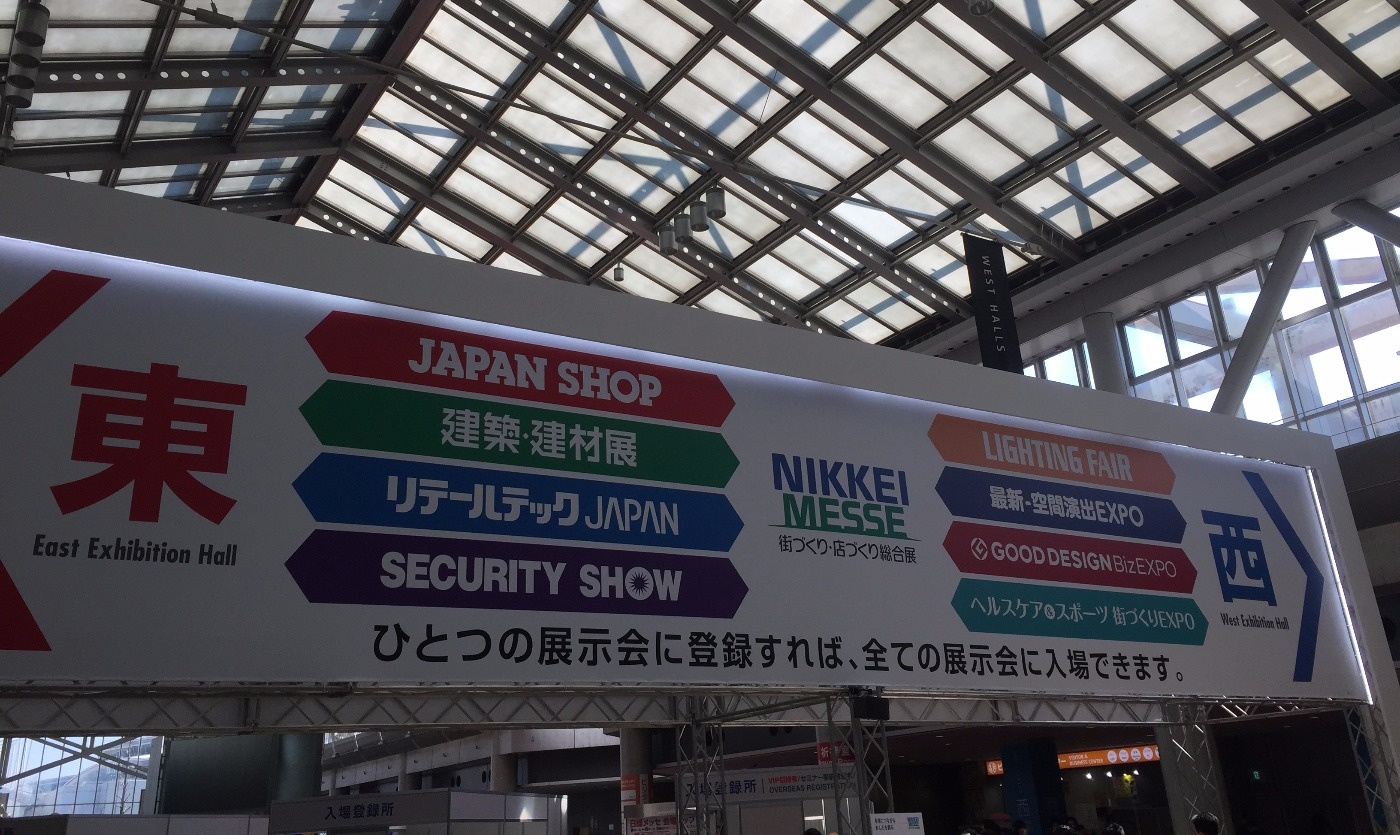 WEST HALLS
東
East Exhibition Hall
JAPAN SHOP
建築・建材展
リテールテック JAPAN
SECURITY SHOW
NIKKEI
MESSE
街づくり・店づくり総合展
LIGHTING FAIR
最新-空間演出EXPO
GOOD DESIGN BizEXPO
ヘルスケア&スポーツ 街づくりEXPO
西
West Exhibition Hall
ひとつの展示会に登録すれば、全ての展示会に入場できます。
入場登録所
入場登録所
OVERSEAS REGISTRATION
VISITOR &
BUSINESS CENTER